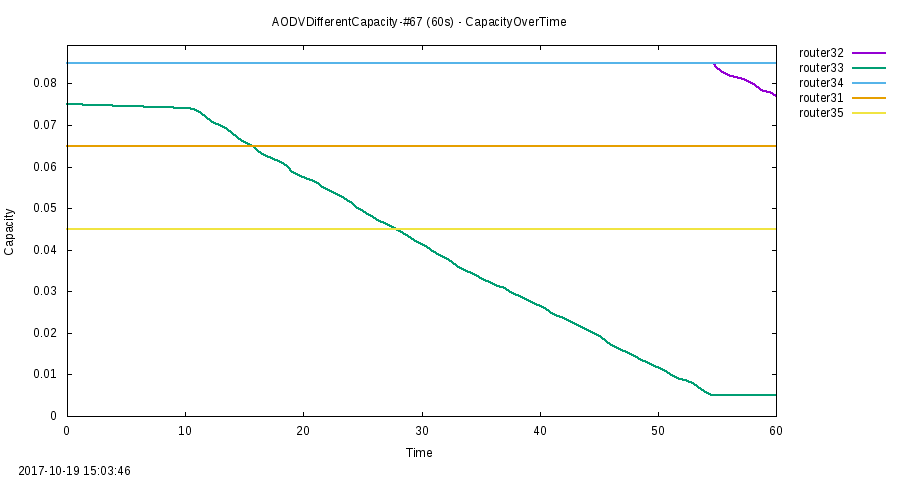 AODVDifferentCapacity-#67 (60s) - CapacityOverTime
router32
router33
router34
router31
router35
0.08
0.07
0.06
0.05
0.04
0.03
0.02
0.01
0
Capacity
0 10 20 30 40 50 60
Time
2017-10-19 15:03:46